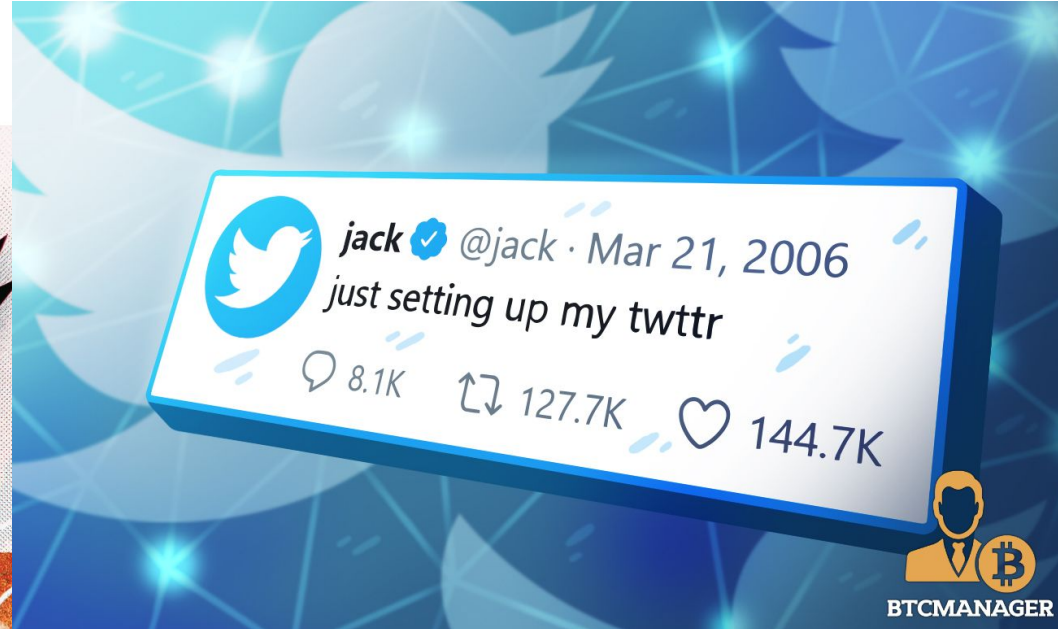 jack @jack · Mar 21, 2006
just setting up my twttr
8.1K 127.7K 144.7K
BTCMANAGER